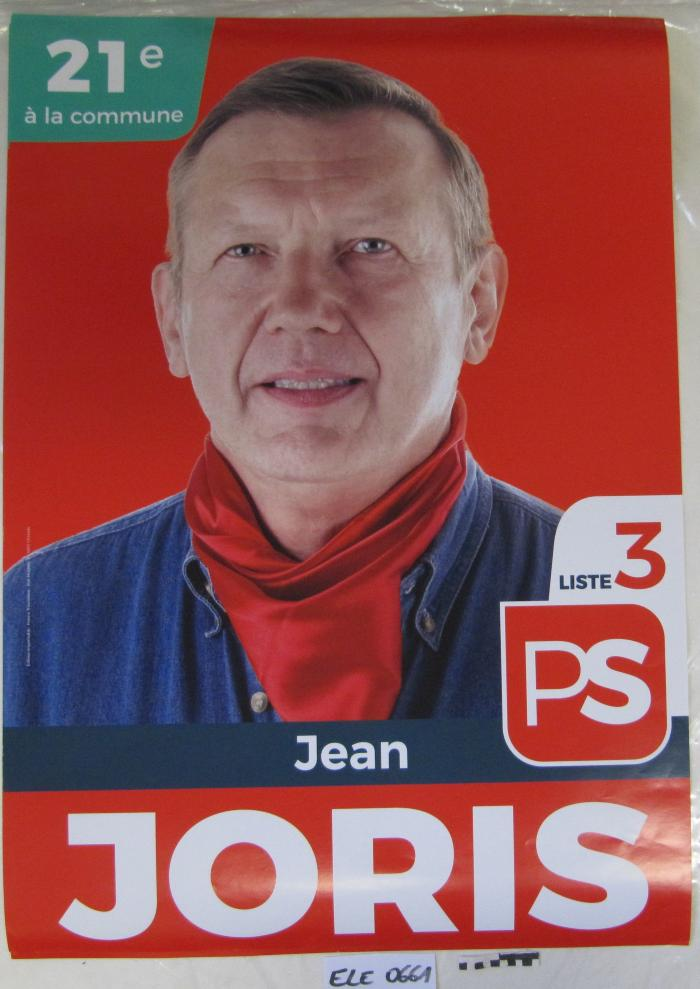 21e
à la commune
LISTE 3
PS
Jean
JORIS
ELE 0661